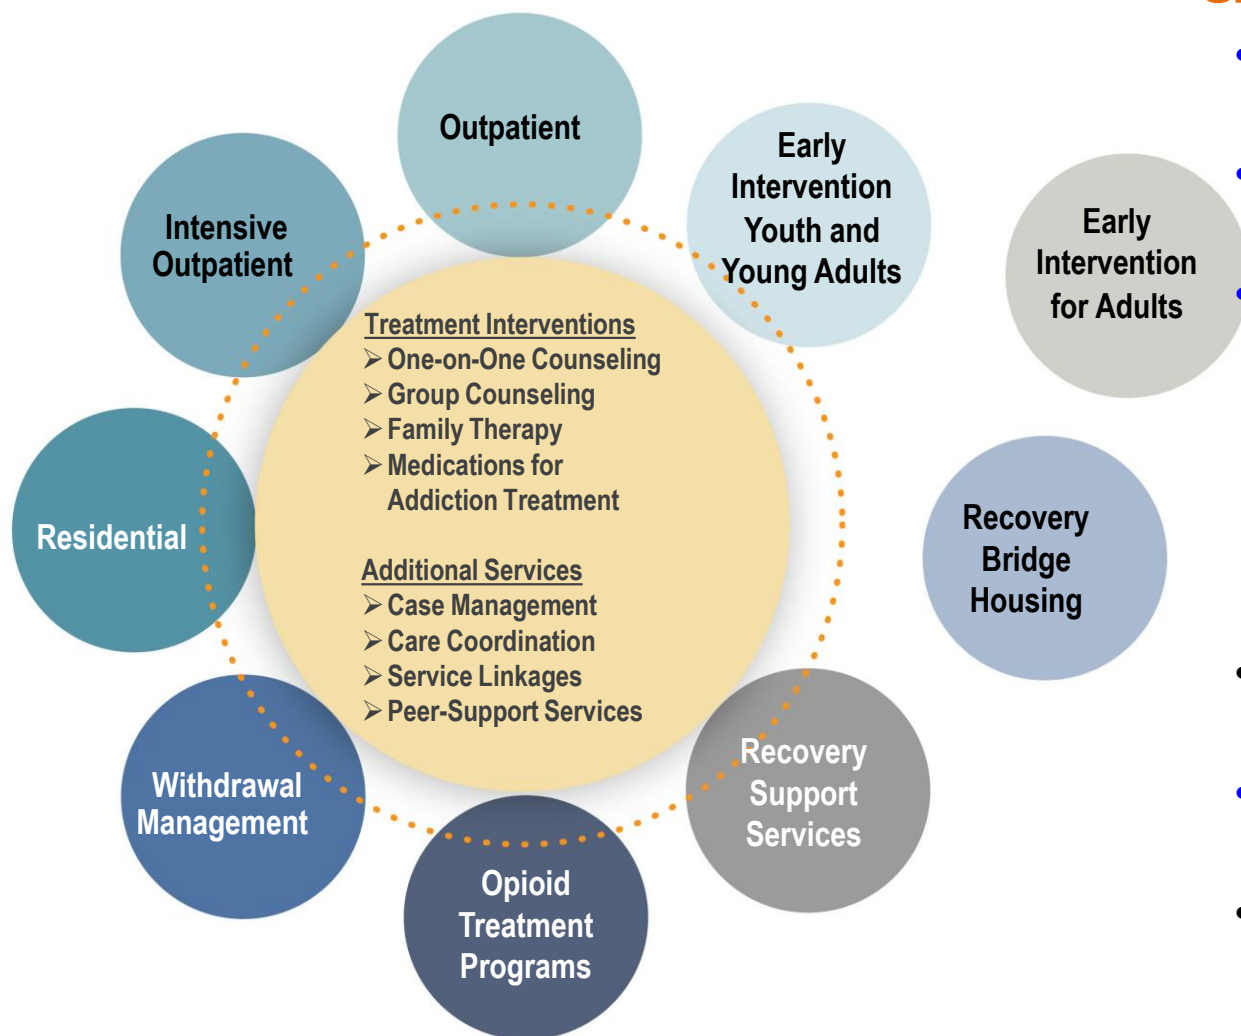 Outpatient
Early
Intervention
Youth and
Young Adults
Early
Intervention
for Adults
Intensive
Outpatient
Treatment Interventions
➢ One-on-One Counseling
➢ Group Counseling
➢ Family Therapy
➢ Medications for
Addiction Treatment
Additional Services
➢ Case Management
➢ Care Coordination
➢ Service Linkages
➢ Peer-Support Services
Residential
Recovery
Bridge
Housing
Withdrawal
Management
Recovery
Support
Services
Opioid
Treatment
Programs